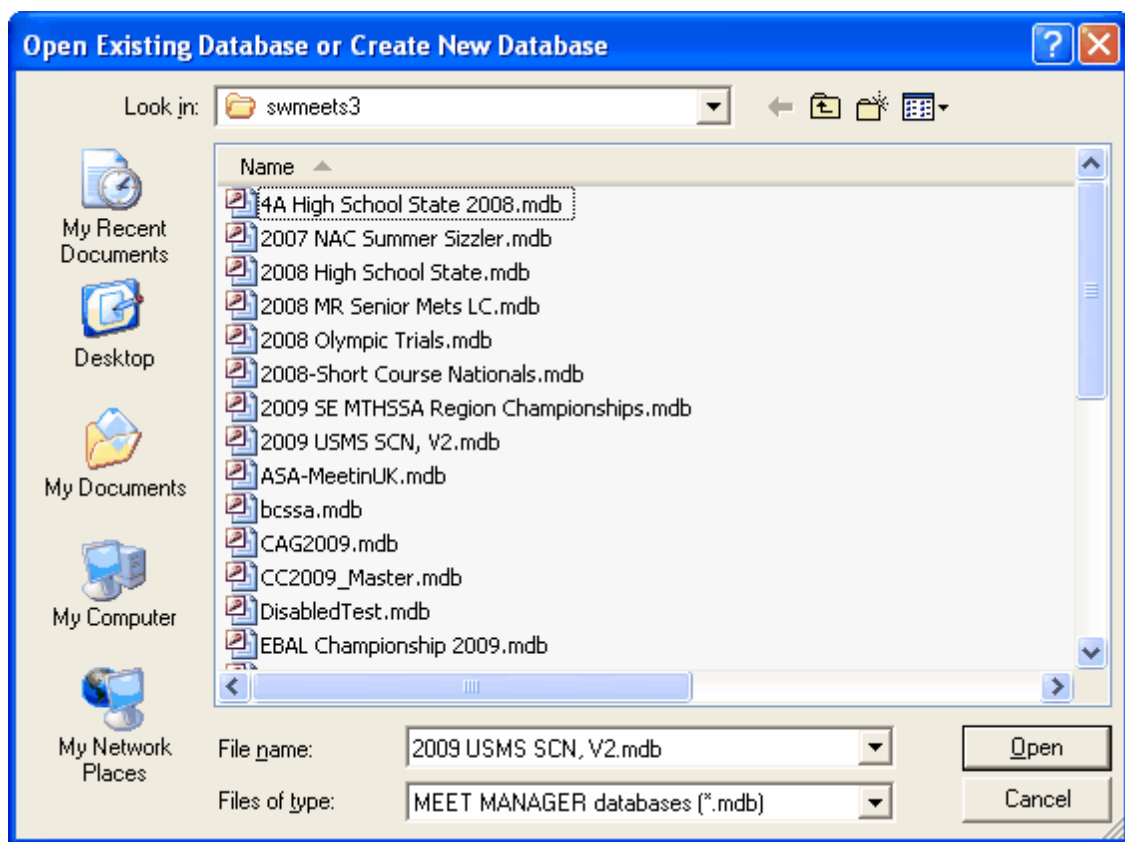 Open Existing Database or Create New Database
Look in:
swmeets3
My Recent
Documents
Desktop
My Documents
My Computer
My Network
Places
Name
4A High School State 2008.mdb
2007 NAC Summer Sizzler.mdb
2008 High School State.mdb
2008 MR Senior Mets LC.mdb
2008 Olympic Trials.mdb
2008-Short Course Nationals.mdb
2009 SE MTHSSA Region Championships.mdb
2009 USMS SCN, V2.mdb
ASA-MeetinUK.mdb
bcssa.mdb
CAG2009.mdb
CC2009_Master.mdb
DisabledTest.mdb
EBAL Championship 2009.mdb
File name:
2009 USMS SCN, V2.mdb
Open
Files of type:
MEET MANAGER databases (*.mdb)
Cancel